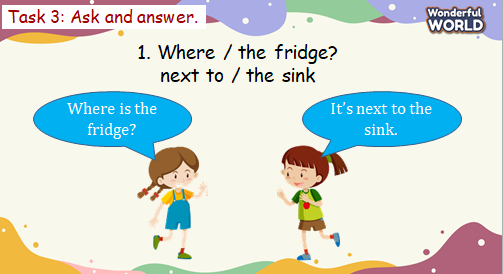 Task 3: Ask and answer.
Wonderful
WORLD
1. Where / the fridge?
next to / the sink
Where is the
fridge?
It's next to the
sink.